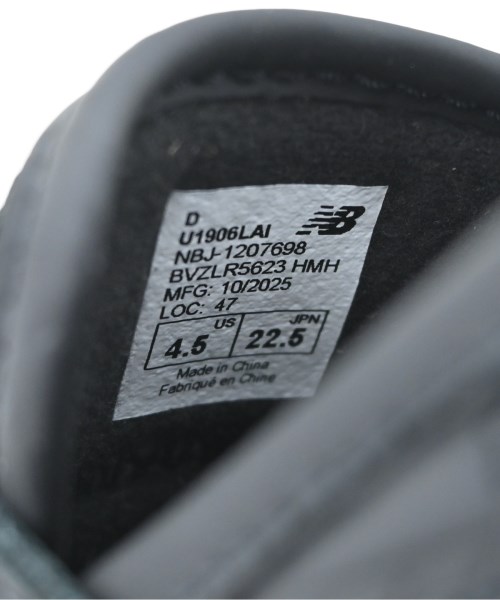 D
U1906LAI
NBJ-1207698
BVZLR5623 HMH
MFG: 10/2025
LOC: 47
US
4.5
JPN
22.5
Made in China
Fabriqué en Chine
NB